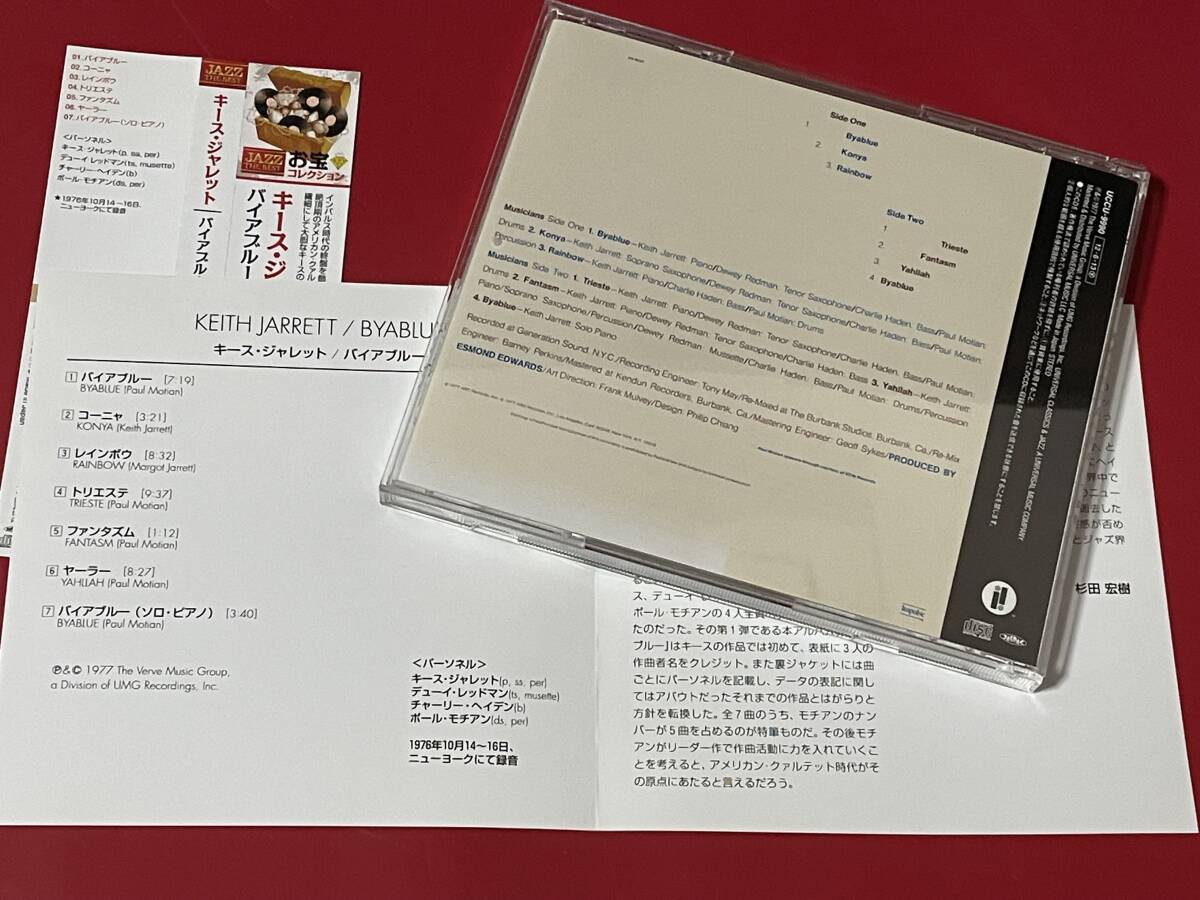 01. バイアブルー
02. コーニャ
03. レインボウ
04. トリエステ
05. ファンタズム
06. ヤーラー
07. バイアブルー(ソロ・ピアノ)
<パーソネル>
キース・ジャレット(p, ss, per)
デューイ・レッドマン(ts, musette)
チャーリー・ヘイデン(b)
ポール・モチアン(ds, per)
★1976年10月14〜16日、
ニューヨークにて録音
JAZZ
THE BEST
キース・ジャレット/バイアブル
JAZZ
THE BEST
お宝
コレクション
キース・ジ
バイアブルー
インパルス時代の終盤を飾
絶頂期のアメリカン・クァル
繊細にして大胆なキースの
KEITH JARRETT / BYABLU
キース・ジャレット / バイアブルー
1 バイアブルー [7:19]
BYABLUE (Paul Motian)
2 コーニャ [3:21]
KONYA (Keith Jarrett)
3 レインボウ [8:32]
RAINBOW (Margot Jarrett)
4 トリエステ [9:37]
TRIESTE (Paul Motian)
5 ファンタズム [1:12]
FANTASM (Paul Motian)
6 ヤーラー [8:27]
YAHLLAH (Paul Motian)
7 バイアブルー(ソロ・ピアノ) [3:40]
BYABLUE (Paul Motian)
℗&© 1977 The Verve Music Group,
a Division of UMG Recordings, Inc.
<パーソネル>
キース・ジャレット(p, ss, per)
デューイ・レッドマン(ts, musette)
チャーリー・ヘイデン(b)
ポール・モチアン(ds, per)
1976年10月14〜16日、
ニューヨークにて録音
Side One
1. Byablue
2. Konya
3. Rainbow
Side Two
1. Trieste
2. Fantasm
3. Yahllah
4. Byablue
Musicians Side One 1. Byablue—Keith Jarrett: Piano/Dewey Redman: Tenor Saxophone/Charlie Haden: Bass/Paul Motian:
Drums 2. Konya—Keith Jarrett: Soprano Saxophone/Dewey Redman: Tenor Saxophone/Charlie Haden: Bass/Paul Motian:
Percussion 3. Rainbow—Keith Jarrett: Piano/Charlie Haden: Bass/Paul Motian: Drums
Musicians Side Two 1. Trieste—Keith Jarrett: Piano/Dewey Redman: Tenor Saxophone/Charlie Haden: Bass/Paul Motian:
Drums 2. Fantasm—Keith Jarrett: Piano/Dewey Redman: Tenor Saxophone/Charlie Haden: Bass 3. Yahllah—Keith Jarrett:
Piano/Soprano Saxophone/Percussion/Dewey Redman: Mussette/Charlie Haden: Bass/Paul Motian: Drums/Percussion
4. Byablue—Keith Jarrett: Solo Piano
Recorded at Generation Sound, N.Y.C./Recording Engineer: Tony May/Re-Mixed at The Burbank Studios, Burbank, Ca./Re-Mix
Engineer: Barney Perkins/Mastered at Kendun Recorders, Burbank, Ca./Mastering Engineer: Geoff Sykes/PRODUCED BY
ESMOND EDWARDS/Art Direction: Frank Mulvey/Design: Philip Chiang
impulse
UCCU-9990
STEREO
杉田 宏樹
ス、デューイ・レ
ポール・モチアンの4人全員
たのだった。その第1弾である本アルバム
ブルー」はキースの作品では初めて、表紙に3人の
作曲者名をクレジット。また裏ジャケットには曲
ごとにパーソネルを記載し、データの表記に関し
てはアバウトだったそれまでの作品とはがらりと
方針を転換した。全7曲のうち、モチアンのナン
バーが5曲を占めるのが特筆ものだ。その後モチ
アンがリーダー作で作曲活動に力を入れていくこ
とを考えると、アメリカン・クァルテット時代がそ
の原点にあたると言えるだろう。